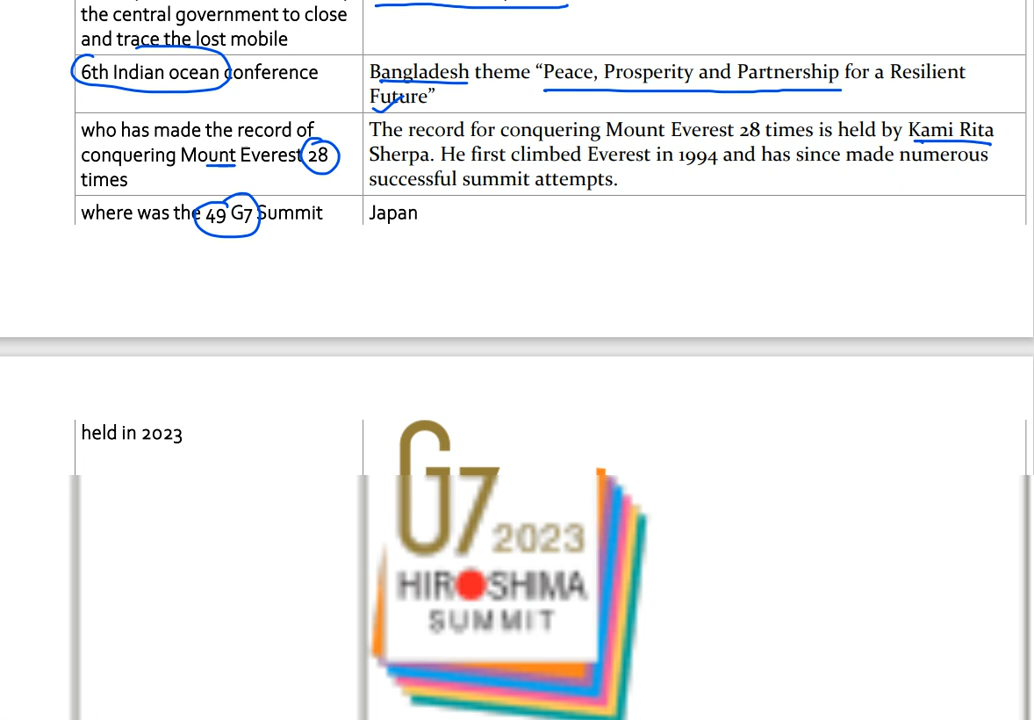 the central government to close
and trace the lost mobile
6th Indian ocean conference
Bangladesh theme “Peace, Prosperity and Partnership for a Resilient
Future”
who has made the record of
conquering Mount Everest 28
times
The record for conquering Mount Everest 28 times is held by Kami Rita
Sherpa. He first climbed Everest in 1994 and has since made numerous
successful summit attempts.
where was the 49 G7 Summit
Japan
held in 2023
G7 2023
HIROSHIMA
SUMMIT